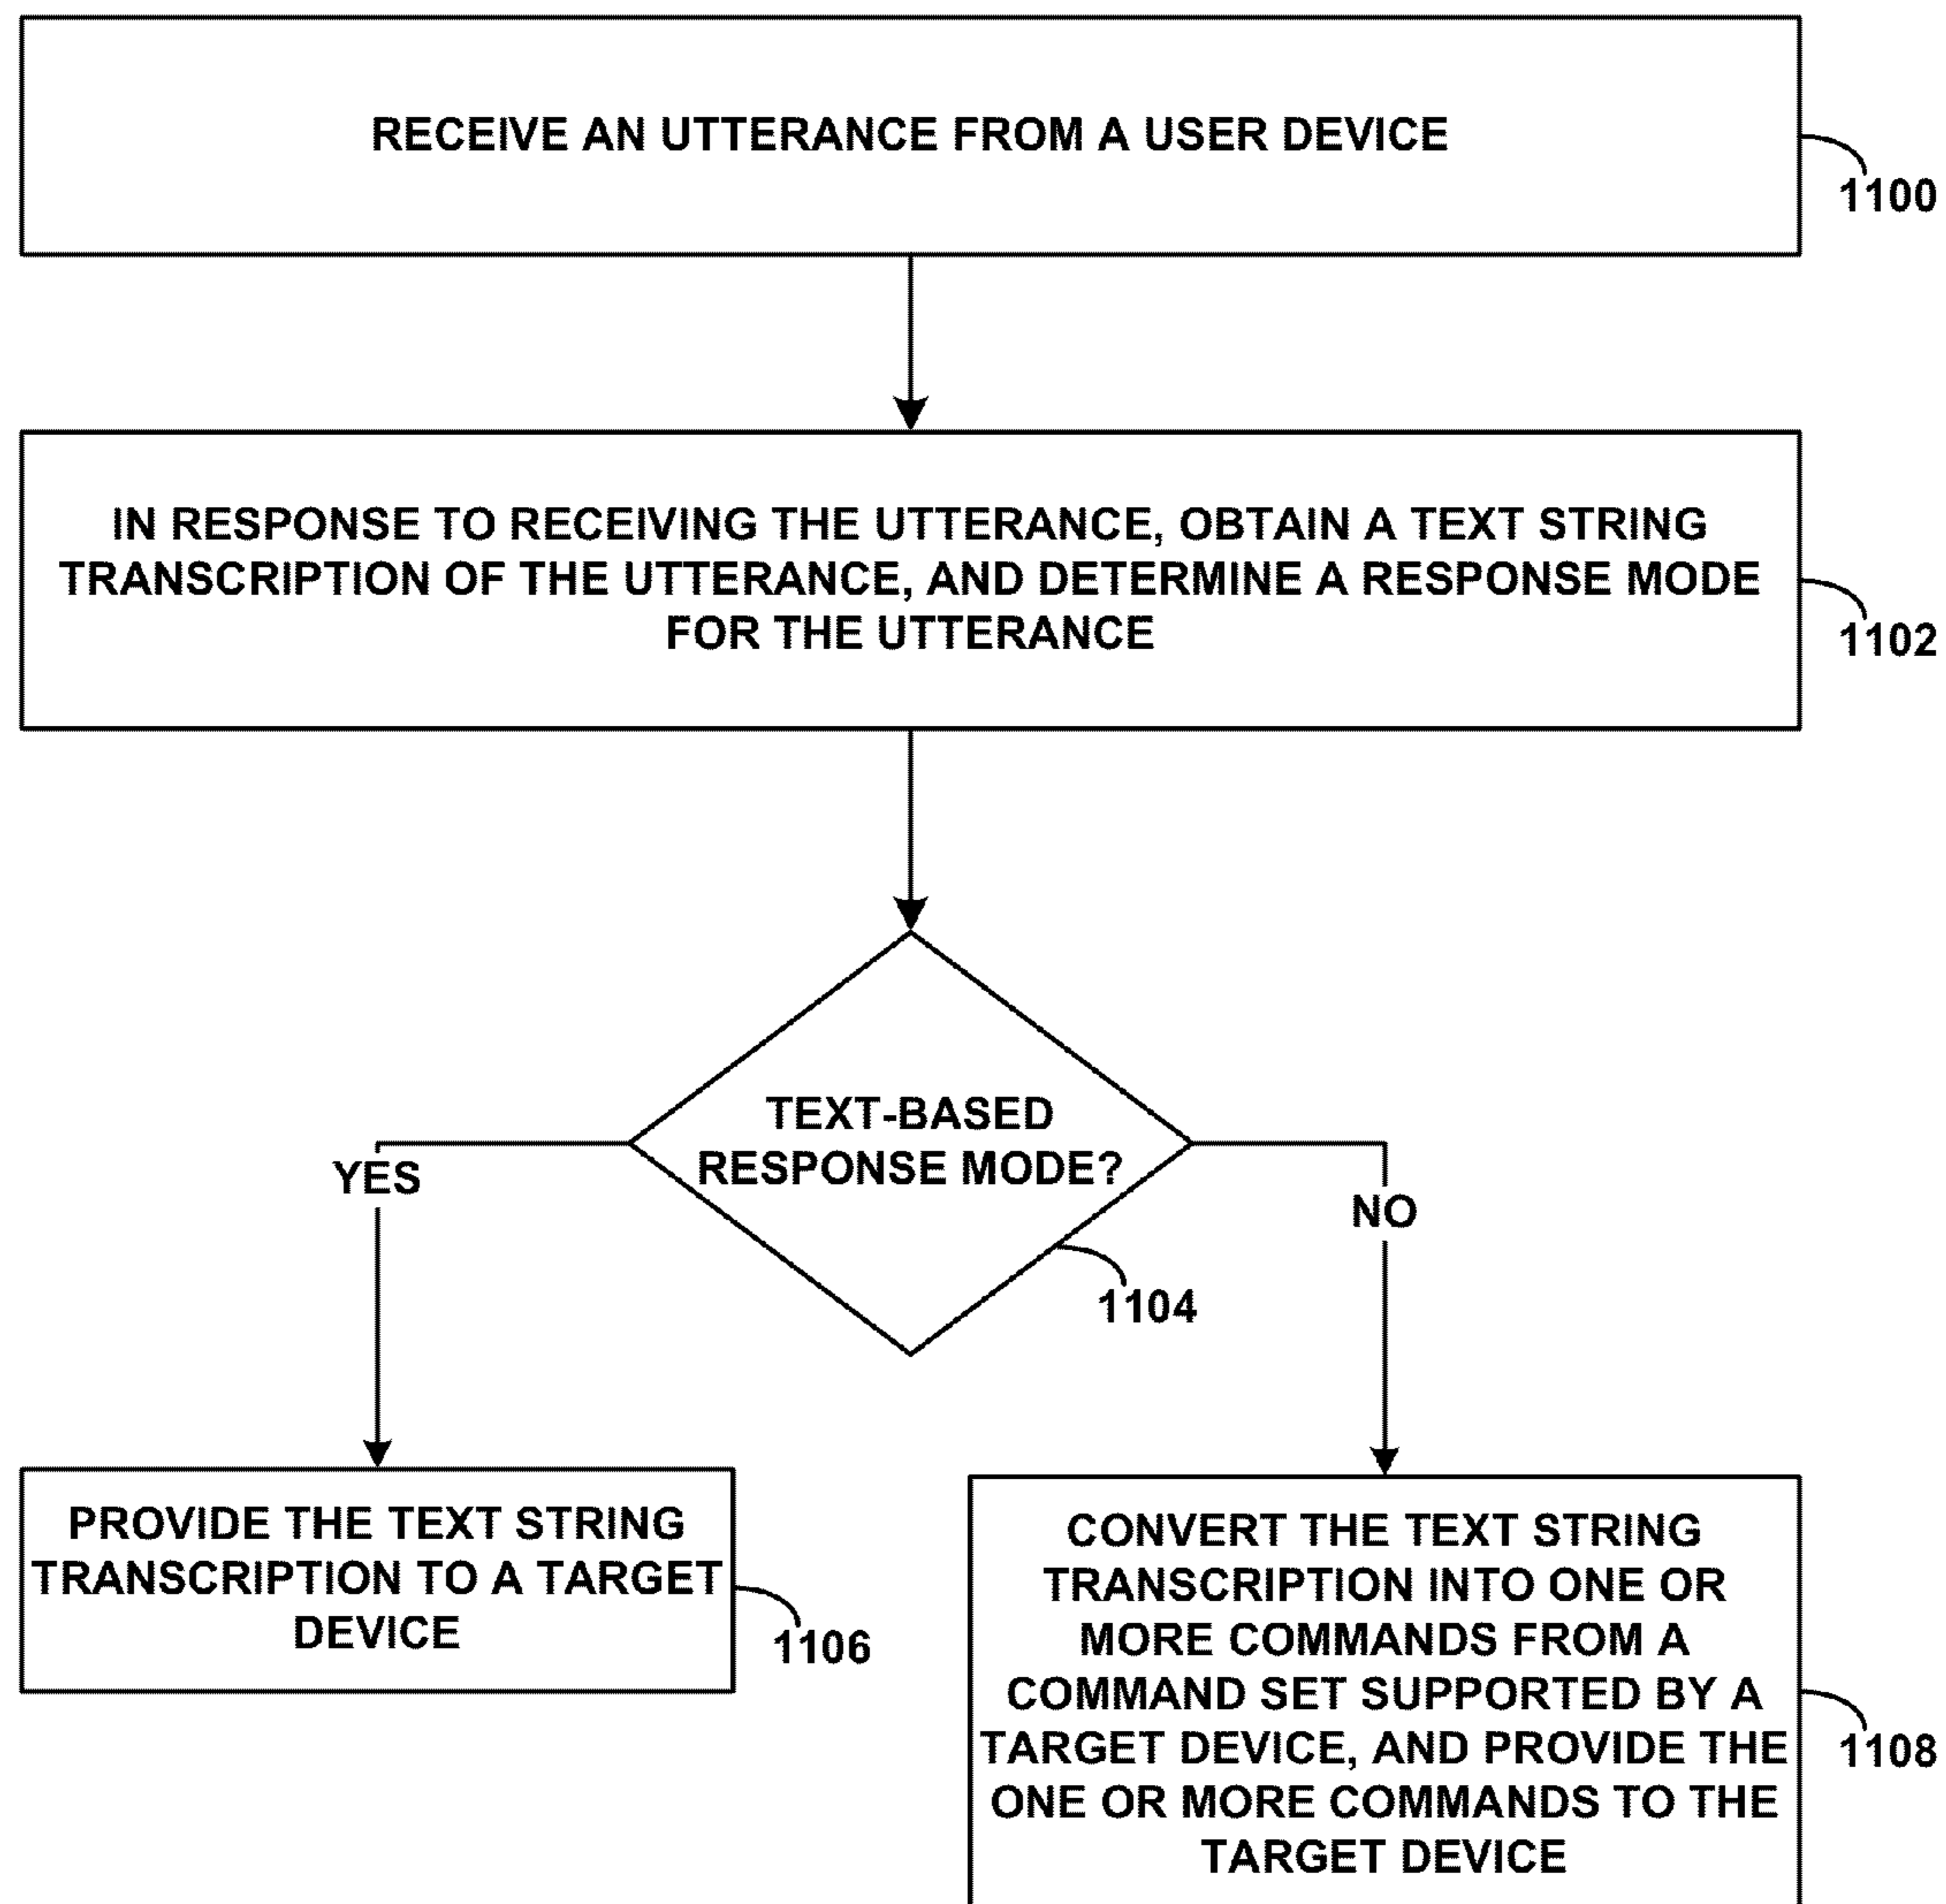 RECEIVE AN UTTERANCE FROM A USER DEVICE
1100
IN RESPONSE TO RECEIVING THE UTTERANCE, OBTAIN A TEXT STRING
TRANSCRIPTION OF THE UTTERANCE, AND DETERMINE A RESPONSE MODE
FOR THE UTTERANCE
1102
TEXT-BASED
RESPONSE MODE?
YES
NO
1104
PROVIDE THE TEXT STRING
TRANSCRIPTION TO A TARGET
DEVICE
1106
CONVERT THE TEXT STRING
TRANSCRIPTION INTO ONE OR
MORE COMMANDS FROM A
COMMAND SET SUPPORTED BY A
TARGET DEVICE, AND PROVIDE THE
ONE OR MORE COMMANDS TO THE
TARGET DEVICE
1108